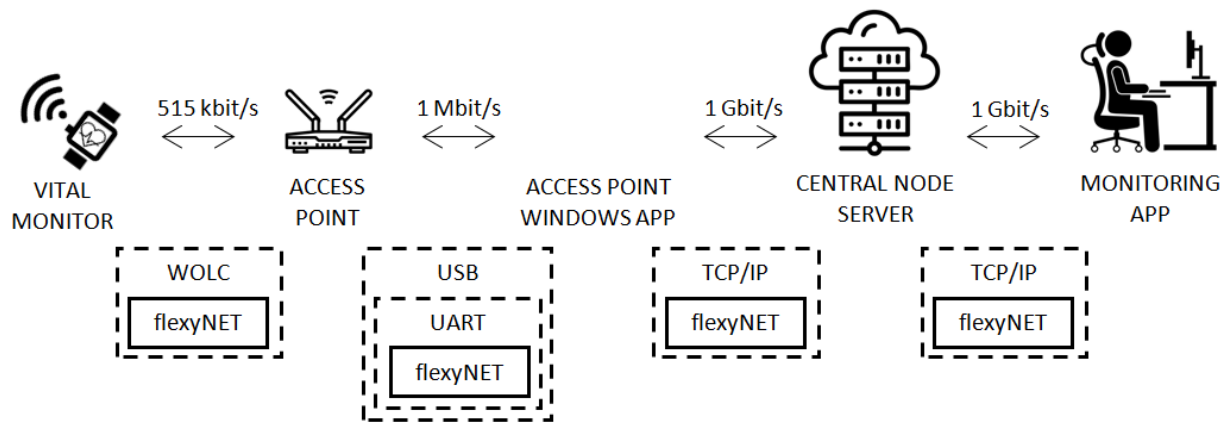 515 kbit/s
1 Mbit/s
1 Gbit/s
1 Gbit/s
VITAL
MONITOR
ACCESS
POINT
ACCESS POINT
WINDOWS APP
CENTRAL NODE
SERVER
MONITORING
APP
WOLC
flexyNET
USB
UART
flexyNET
TCP/IP
flexyNET
TCP/IP
flexyNET